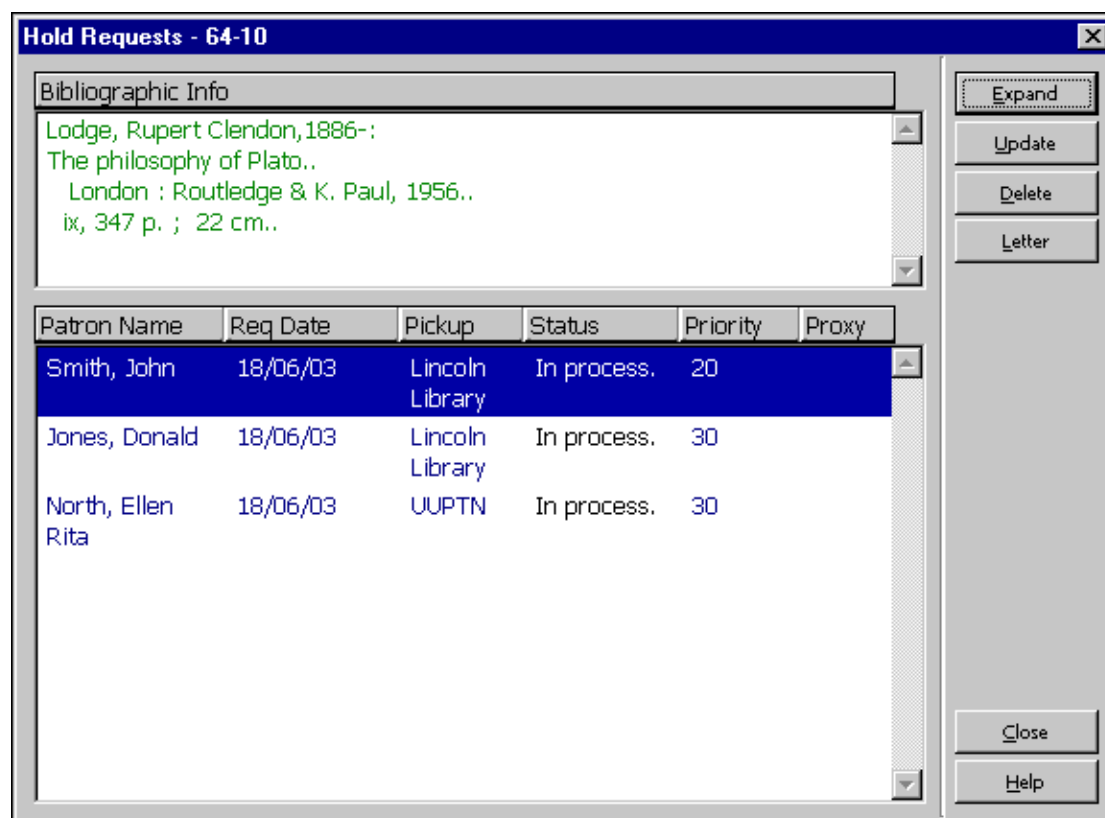 Hold Requests - 64-10
Bibliographic Info
Lodge, Rupert Clendon,1886-:
The philosophy of Plato..
London : Routledge & K. Paul, 1956..
ix, 347 p. ; 22 cm..
Patron Name Req Date Pickup Status Priority Proxy
Smith, John 18/06/03 Lincoln In process. 20
Library
Jones, Donald 18/06/03 Lincoln In process. 30
Library
North, Ellen 18/06/03 UUPTN In process. 30
Rita
Expand
Update
Delete
Letter
Close
Help